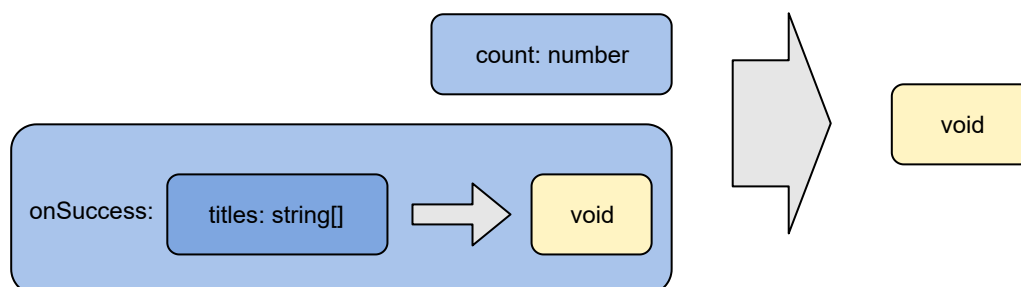 count: number
void
onSuccess:
titles: string[]
void